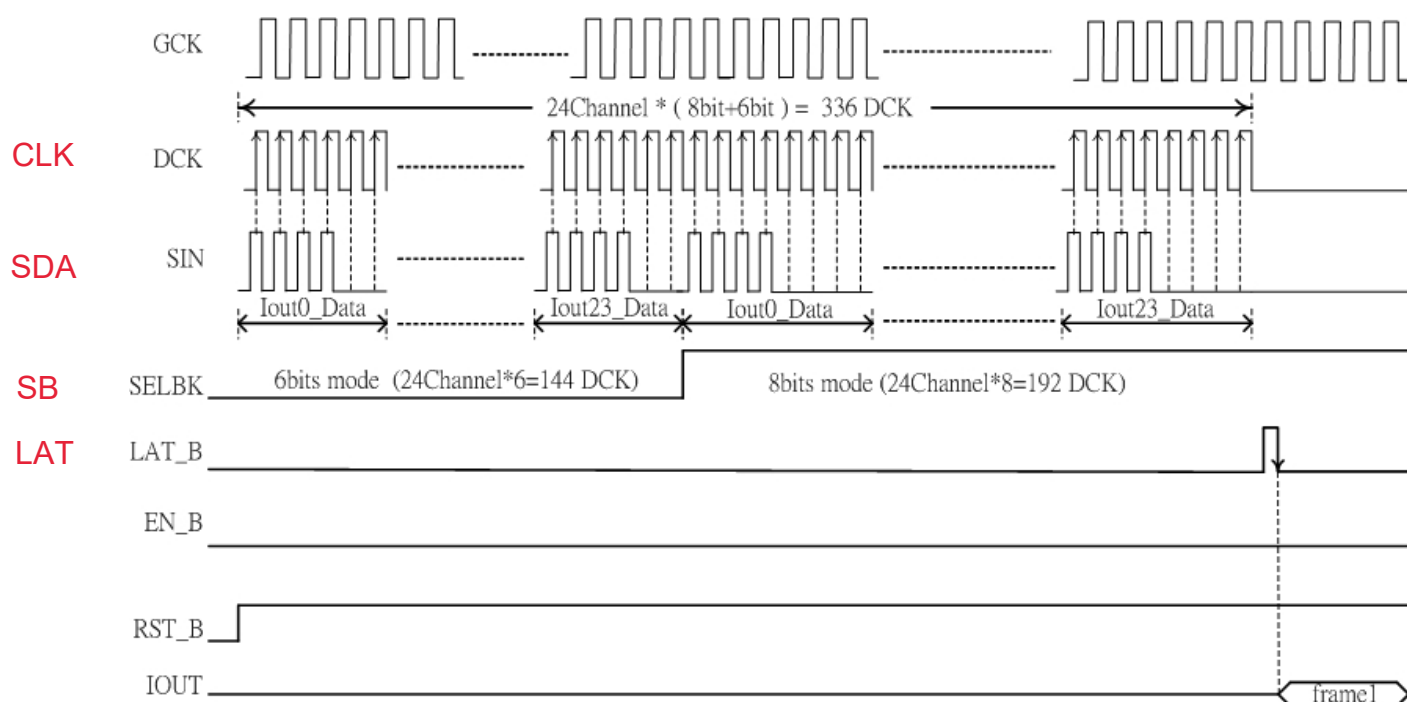 GCK
24Channel * ( 8bit+6bit ) = 336 DCK
CLK DCK
SDA SIN
Iout0_Data Iout23_Data Iout0_Data Iout23_Data
SB SELBK 6bits mode (24Channel*6=144 DCK) 8bits mode (24Channel*8=192 DCK)
LAT LAT_B
EN_B
RST_B
IOUT frame1